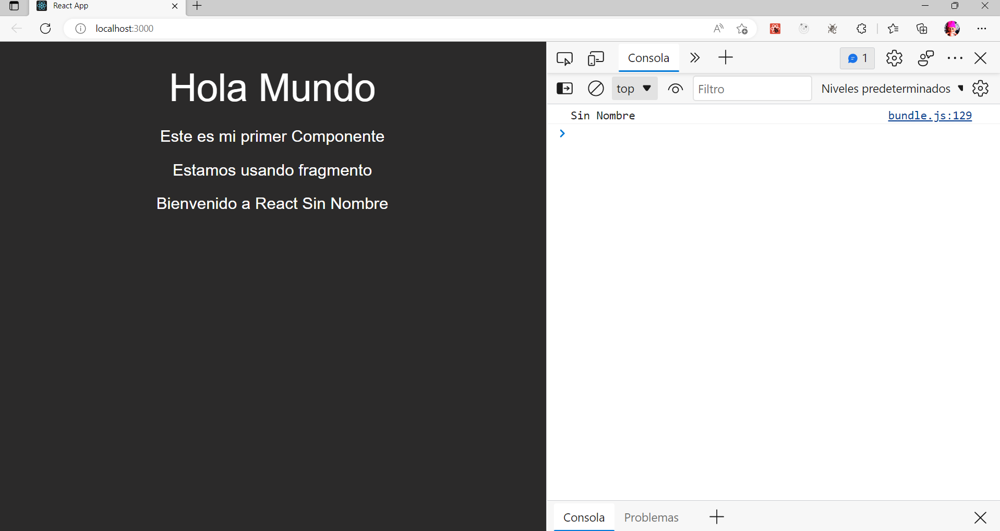 React App
localhost:3000
Hola Mundo
Este es mi primer Componente
Estamos usando fragmento
Bienvenido a React Sin Nombre
Consola
1
top
Filtro
Niveles predeterminados
Sin Nombre bundle.js:129
Consola Problemas